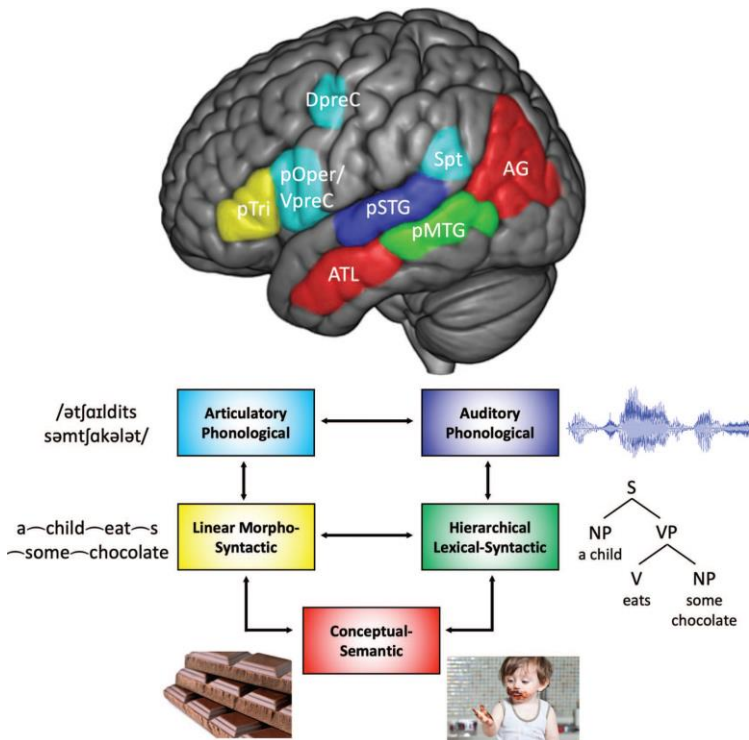 DpreC
pOper/
VpreC
Spt
AG
pTri
pSTG
pMTG
ATL
/ətʃaɪldits
səmtʃakələt/
Articulatory
Phonological
Auditory
Phonological
a⁀child⁀eat⁀s
⁀some⁀chocolate
Linear Morpho-
Syntactic
Hierarchical
Lexical-Syntactic
S
NP VP
a child
V NP
eats some
chocolate
Conceptual-
Semantic